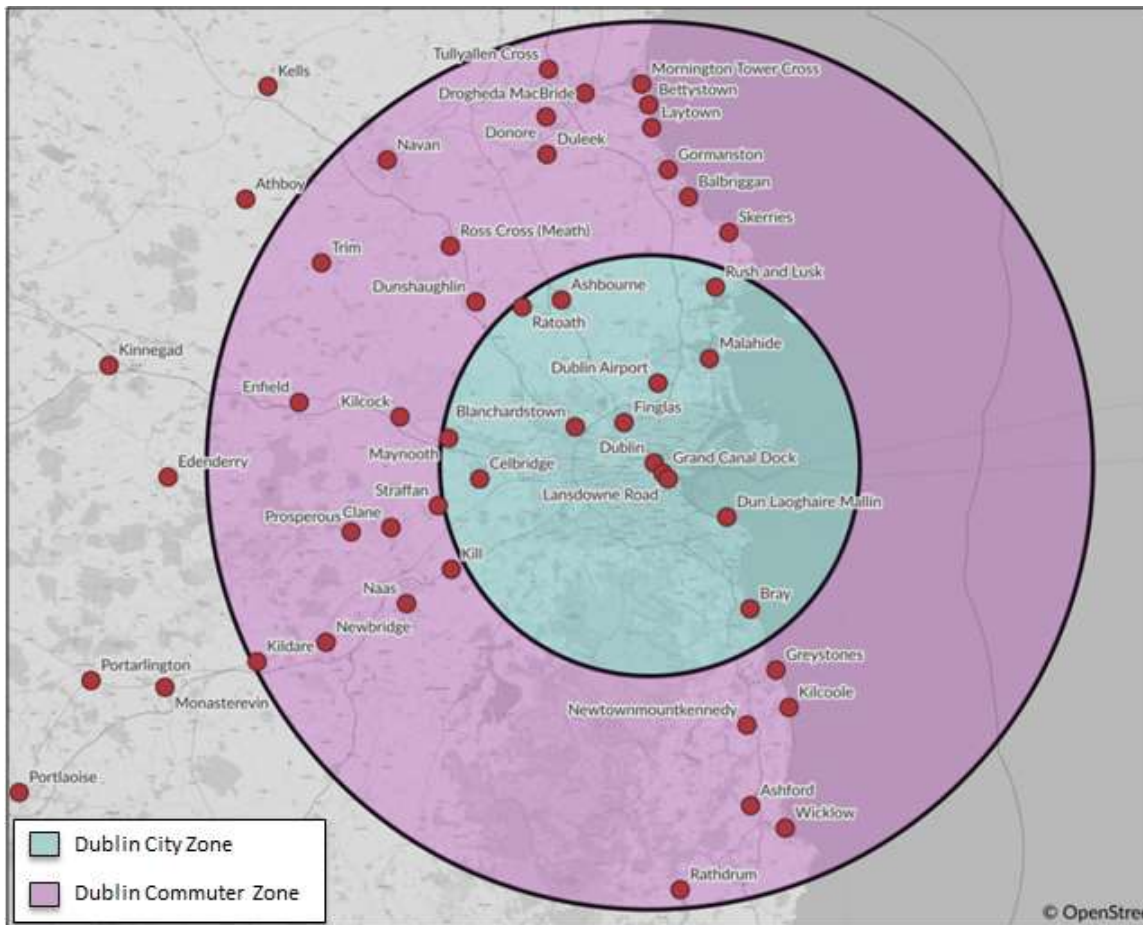 Tullyallen Cross
Kells
Mornington Tower Cross
Drogheda MacBride
Bettystown
Laytown
Donore
Duleek
Navan
Gormanston
Athboy
Balbriggan
Skerries
Ross Cross (Meath)
Trim
Rush and Lusk
Dunshaughlin
Ashbourne
Ratoath
Malahide
Kinnegad
Dublin Airport
Enfield
Kilcock
Blanchardstown
Finglas
Maynooth
Dublin
Grand Canal Dock
Edenderry
Celbridge
Straffan
Lansdowne Road
Dun Laoghaire Mallin
Prosperous
Clane
Kill
Naas
Bray
Newbridge
Kildare
Greystones
Portarlington
Monasterevin
Kilcoole
Newtownmountkennedy
Portlaoise
Ashford
Wicklow
Rathdrum
Dublin City Zone
Dublin Commuter Zone
© OpenStree